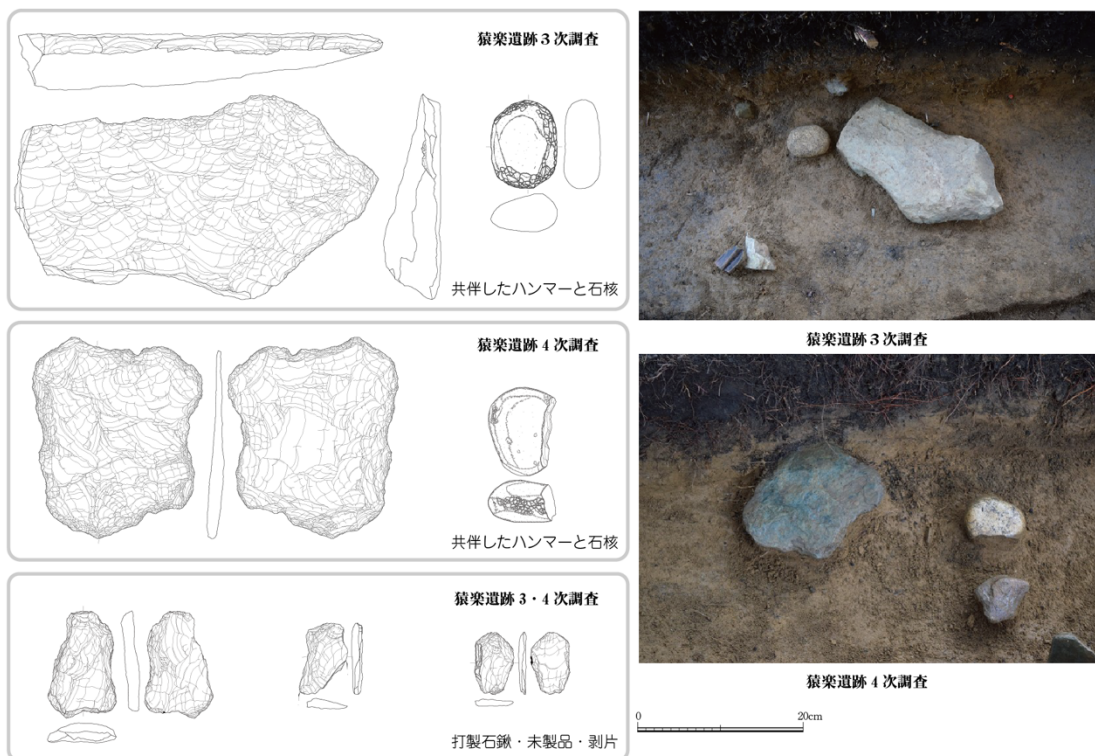 猿楽遺跡３次調査
共伴したハンマーと石核
猿楽遺跡４次調査
共伴したハンマーと石核
猿楽遺跡３・４次調査
打製石鍬・未製品・剥片
猿楽遺跡３次調査
猿楽遺跡４次調査
0 20cm